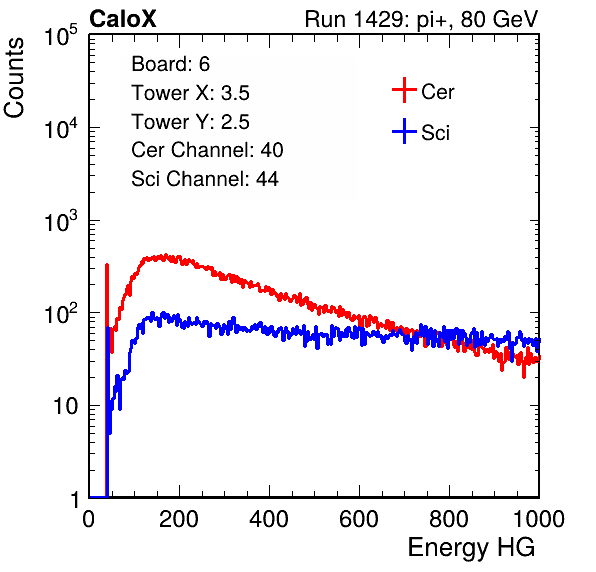 CaloX Run 1429: pi+, 80 GeV
Board: 6
Tower X: 3.5
Tower Y: 2.5
Cer Channel: 40
Sci Channel: 44
Cer
Sci
Counts
10^5
10^4
10^3
10^2
10
1
0 200 400 600 800 1000
Energy HG